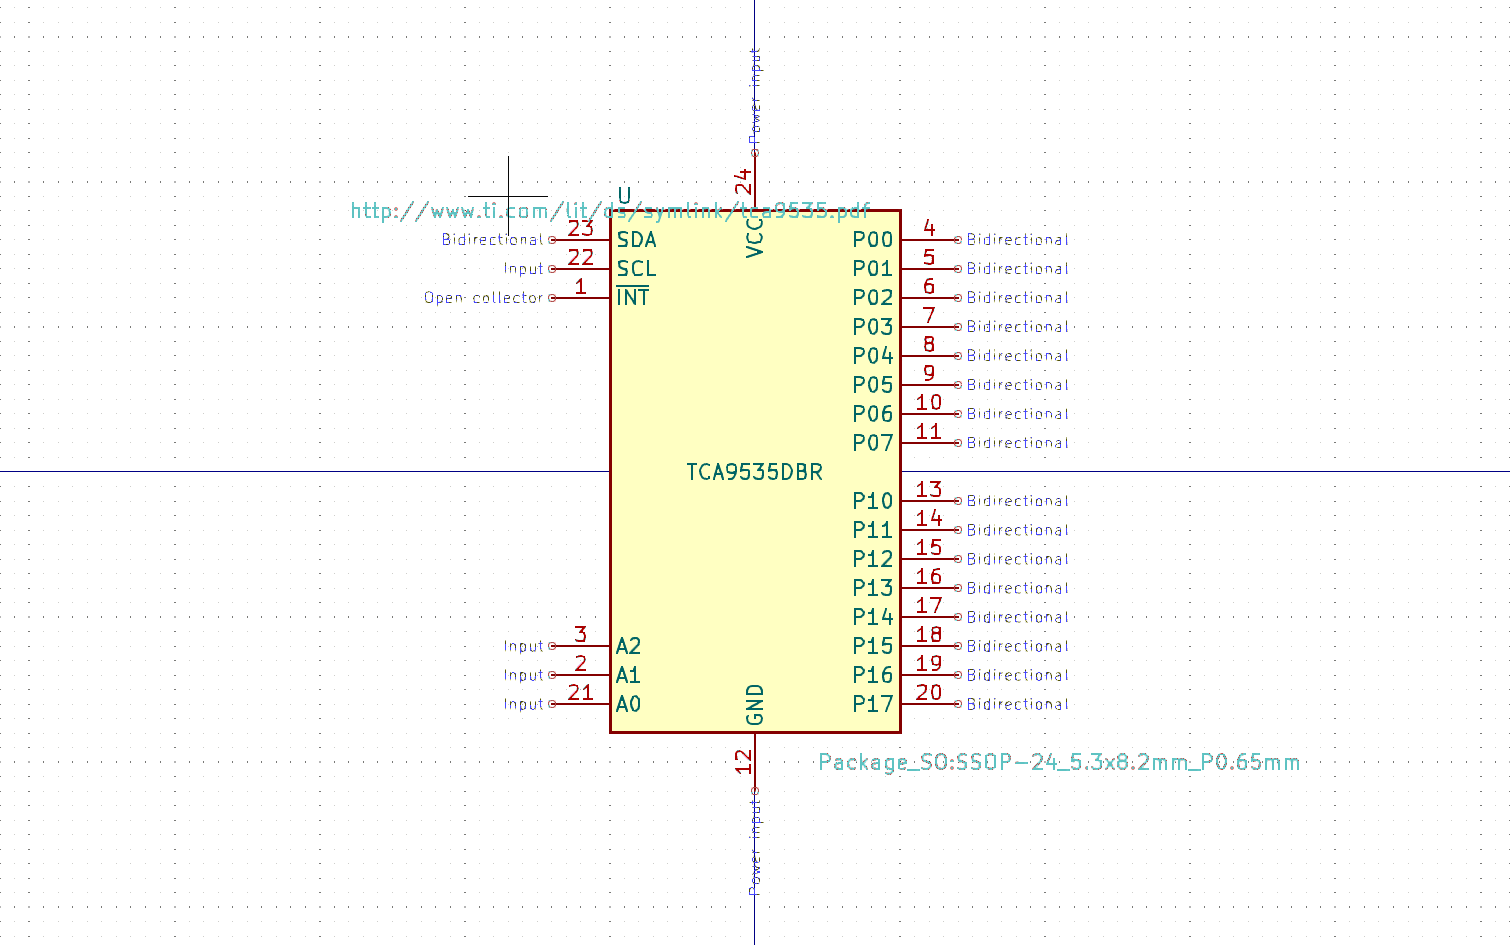 Power input
24
U
http://www.ti.com/lit/ds/symlink/tca9535.pdf
VCC
Bidirectional 23 SDA P00 4 Bidirectional
Input 22 SCL P01 5 Bidirectional
Open collector 1 INT P02 6 Bidirectional
P03 7 Bidirectional
P04 8 Bidirectional
P05 9 Bidirectional
P06 10 Bidirectional
P07 11 Bidirectional
TCA9535DBR
P10 13 Bidirectional
P11 14 Bidirectional
P12 15 Bidirectional
P13 16 Bidirectional
P14 17 Bidirectional
Input 3 A2 P15 18 Bidirectional
Input 2 A1 P16 19 Bidirectional
Input 21 A0 P17 20 Bidirectional
GND
12
Package_SO:SSOP-24_5.3x8.2mm_P0.65mm
Power input